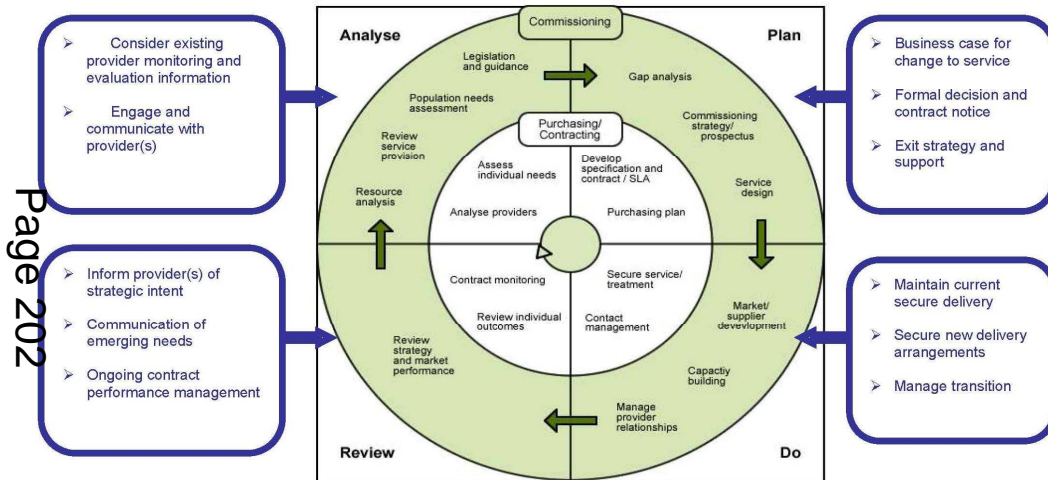 ➢ Consider existing
provider monitoring and
evaluation information
➢ Engage and
communicate with
provider(s)
Page 202
➢ Inform provider(s) of
strategic intent
➢ Communication of
emerging needs
➢ Ongoing contract
performance management
Analyse
Commissioning
Plan
Legislation
and guidance
Population needs
assessment
Review
service
provision
Resource
analysis
Gap analysis
Commissioning
strategy/
prospectus
Service
design
Purchasing/
Contracting
Assess
individual needs
Analyse providers
Develop
specification and
contract / SLA
Purchasing plan
Contract monitoring
Review individual
outcomes
Secure service/
treatment
Contact
management
Review
strategy
and market
performance
Market/
supplier
devevlopment
Capactiy
building
Manage
provider
relationships
Review
Do
➢ Business case for
change to service
➢ Formal decision and
contract notice
➢ Exit strategy and
support
➢ Maintain current
secure delivery
➢ Secure new delivery
arrangements
➢ Manage transition